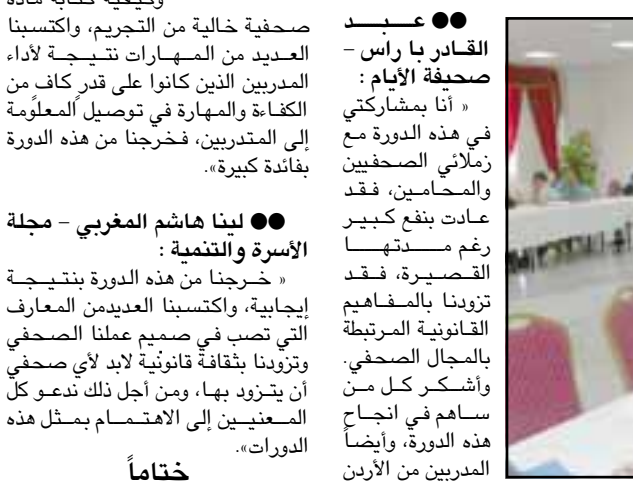 ●● عبد
القادر با راس –
صحيفة الأيام :
« أنا بمشاركتي
في هذه الدورة مع
زملائي الصحفيين
والمحامين، فقد
عادت بنفع كبير
رغم مدتها
القصيرة، فقد
تزودنا بالمفاهيم
القانونية المرتبطة
بالمجال الصحفي.
وأشكر كل من
ساهم في انجاح
هذه الدورة، وأيضاً
المدربين من الأردن
وكيفية كتابة مادة
صحفية خالية من التجريم، واكتسبنا
العديد من المهارات نتيجة لأداء
المدربين الذين كانوا على قدرٍ كاف من
الكفاءة والمهارة في توصيل المعلومة
إلى المتدربين، فخرجنا من هذه الدورة
بفائدة كبيرة».
●● لينا هاشم المغربي – مجلة
الأسرة والتنمية :
« خرجنا من هذه الدورة بنتيجة
إيجابية، واكتسبنا العديدمن المعارف
التي تصب في صميم عملنا الصحفي
وتزودنا بثقافة قانونية لابد لأي صحفي
أن يتزود بها، ومن أجل ذلك ندعو كل
المعنيين إلى الاهتمام بمثل هذه
الدورات».
ختاماً